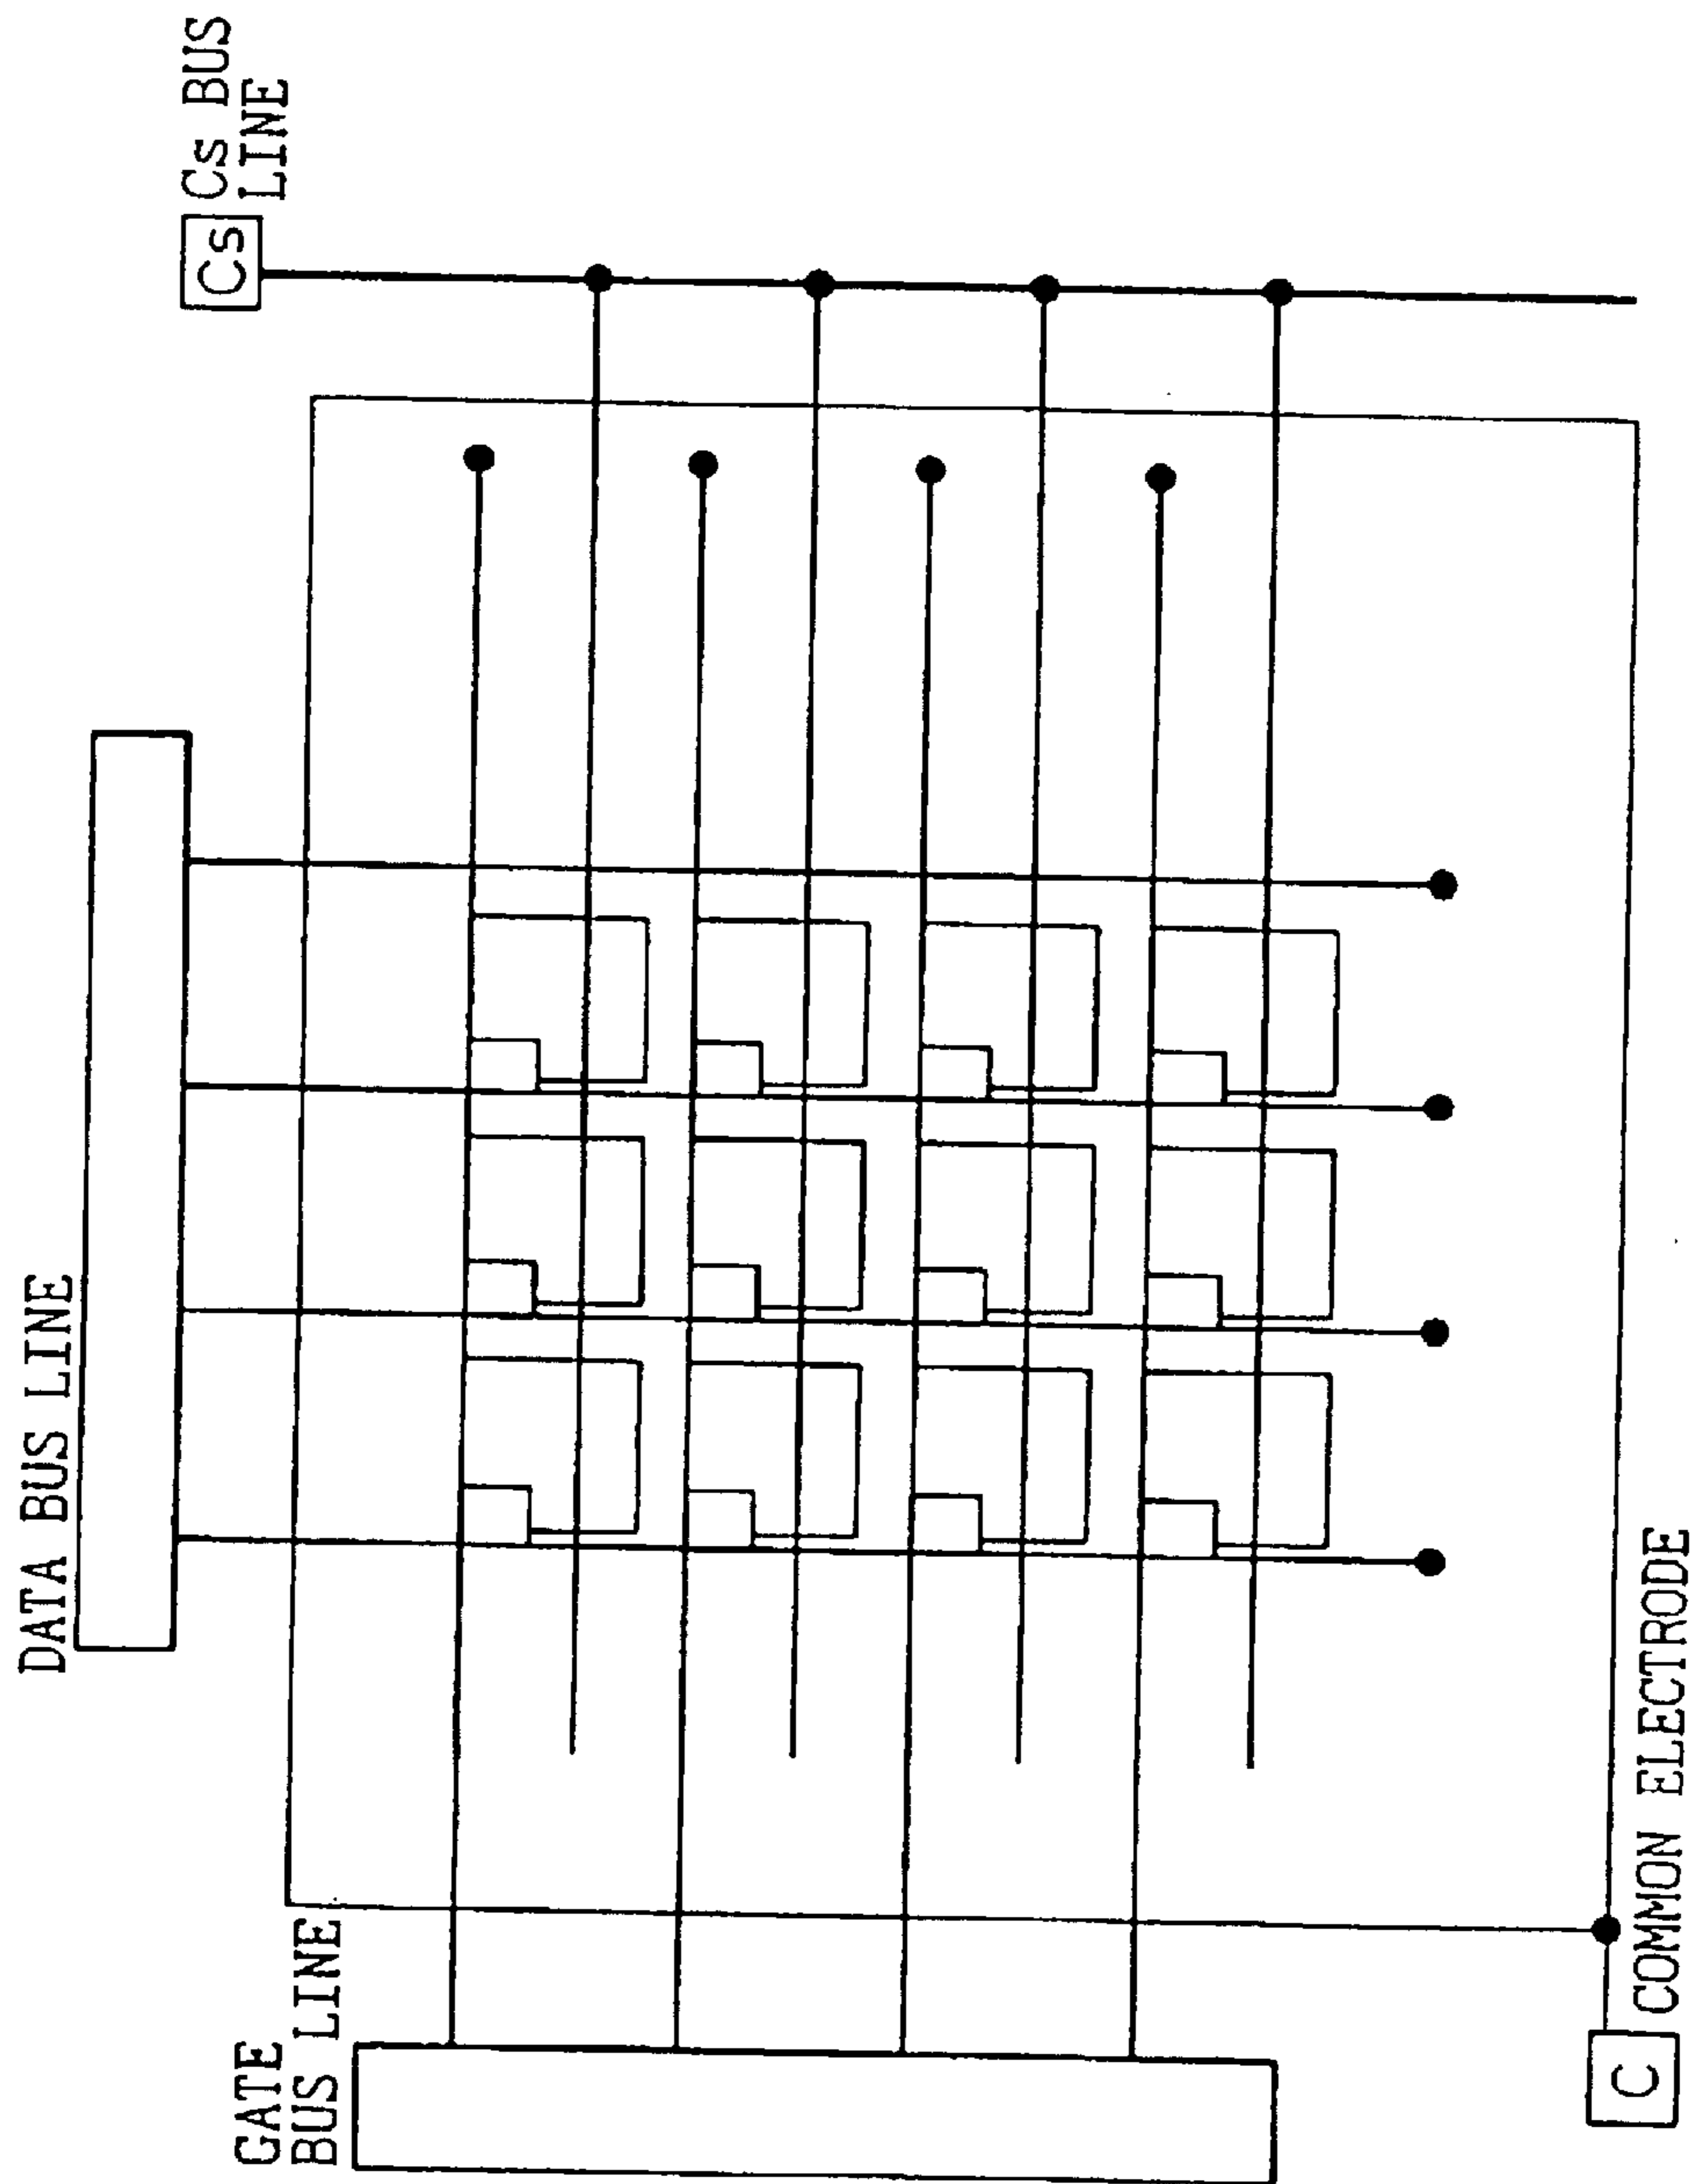 DATA BUS LINE
GATE
BUS LINE
Cs
Cs BUS
LINE
C
COMMON ELECTRODE